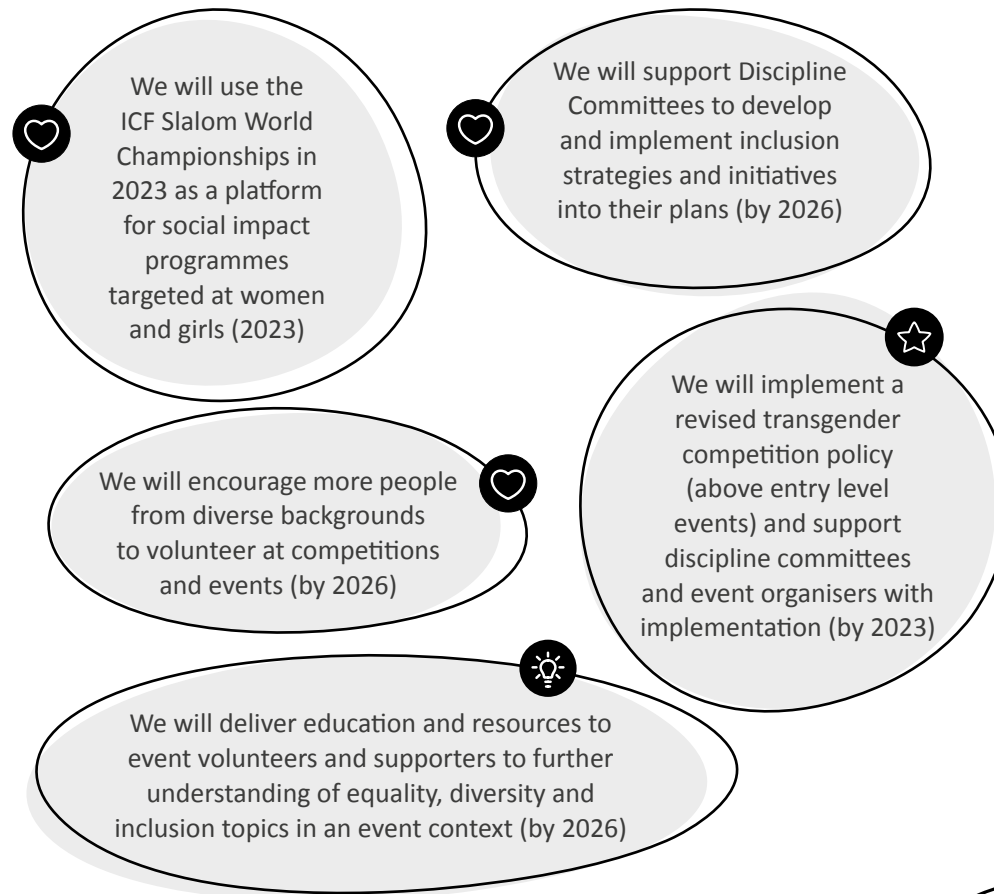 We will use the
ICF Slalom World
Championships in
2023 as a platform
for social impact
programmes
targeted at women
and girls (2023)
We will support Discipline
Committees to develop
and implement inclusion
strategies and initiatives
into their plans (by 2026)
We will implement a
revised transgender
competition policy
(above entry level
events) and support
discipline committees
and event organisers with
implementation (by 2023)
We will encourage more people
from diverse backgrounds
to volunteer at competitions
and events (by 2026)
We will deliver education and resources to
event volunteers and supporters to further
understanding of equality, diversity and
inclusion topics in an event context (by 2026)